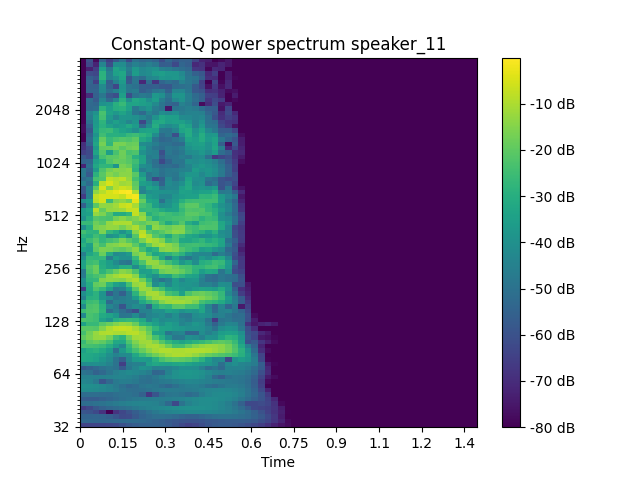 Constant-Q power spectrum speaker_11
Hz
2048
1024
512
256
128
64
32
0 0.15 0.3 0.45 0.6 0.75 0.9 1.1 1.2 1.4
Time
-10 dB
-20 dB
-30 dB
-40 dB
-50 dB
-60 dB
-70 dB
-80 dB